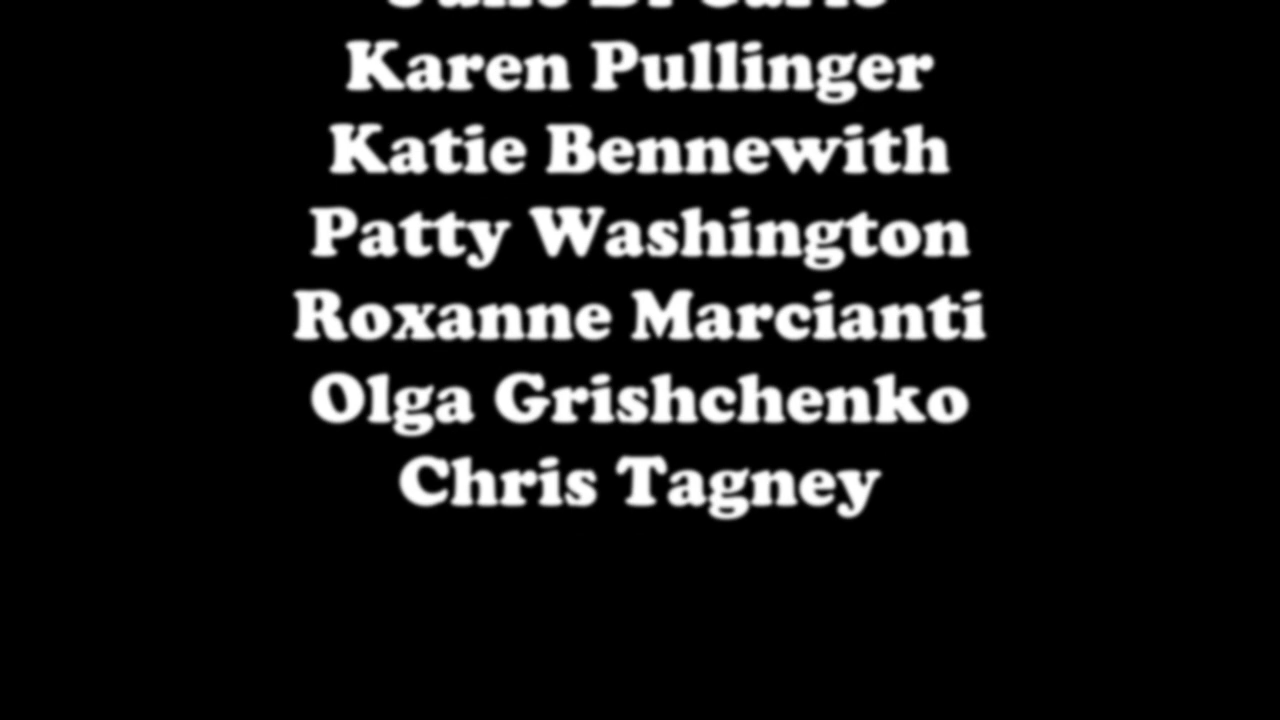 Karen Pullinger
Katie Bennewith
Patty Washington
Roxanne Marcianti
Olga Grishchenko
Chris Tagney